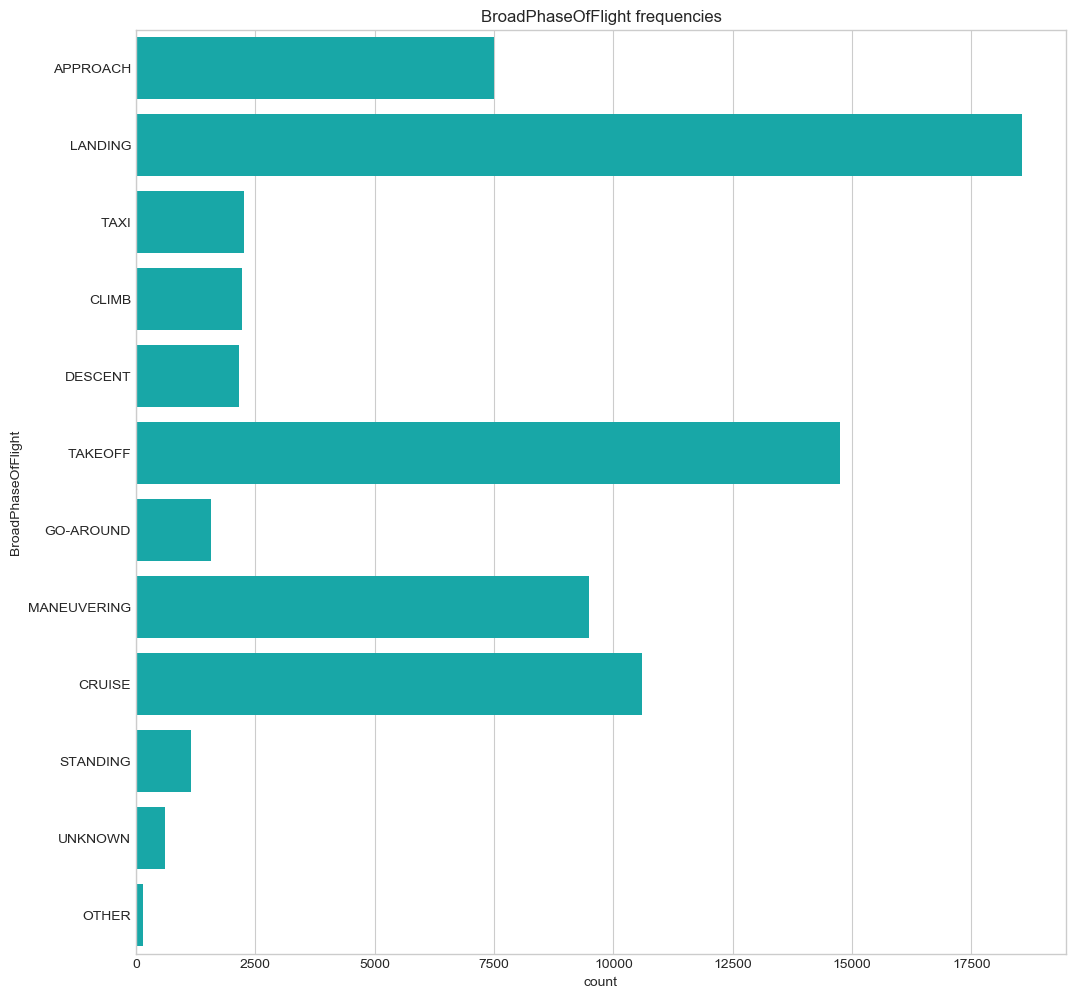 BroadPhaseOfFlight frequencies
APPROACH
LANDING
TAXI
CLIMB
DESCENT
TAKEOFF
GO-AROUND
MANEUVERING
CRUISE
STANDING
UNKNOWN
OTHER
BroadPhaseOfFlight
0 2500 5000 7500 10000 12500 15000 17500
count